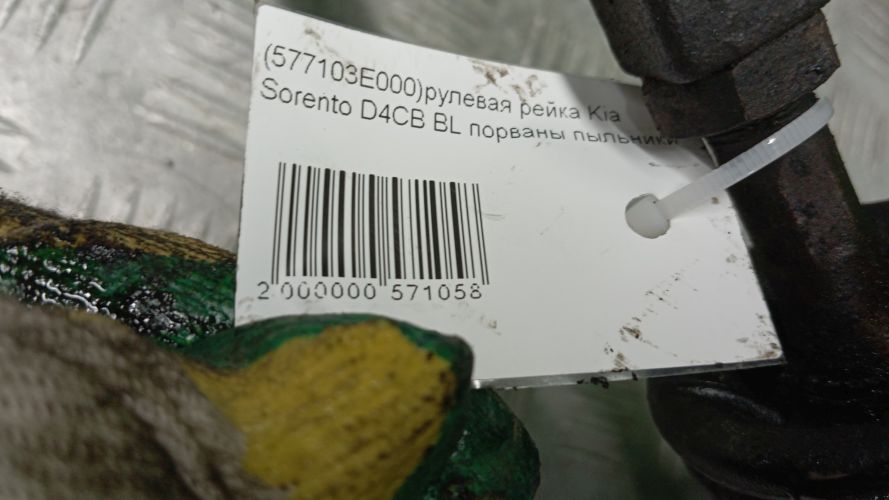 (577103E000)рулевая рейка Kia
Sorento D4CB BL порваны пыльники
2 000000 571058